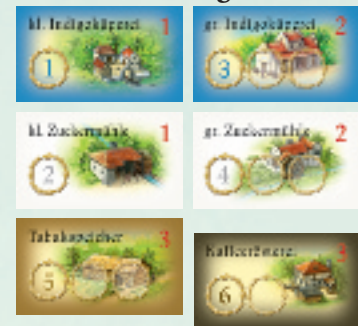 kl. Indigoküperei 1
1
gr. Indigoküperei 2
3
kl. Zuckermühle 1
2
gr. Zuckermühle 2
4
Tabakspeicher 3
5
Kaffeerösterei 3
6